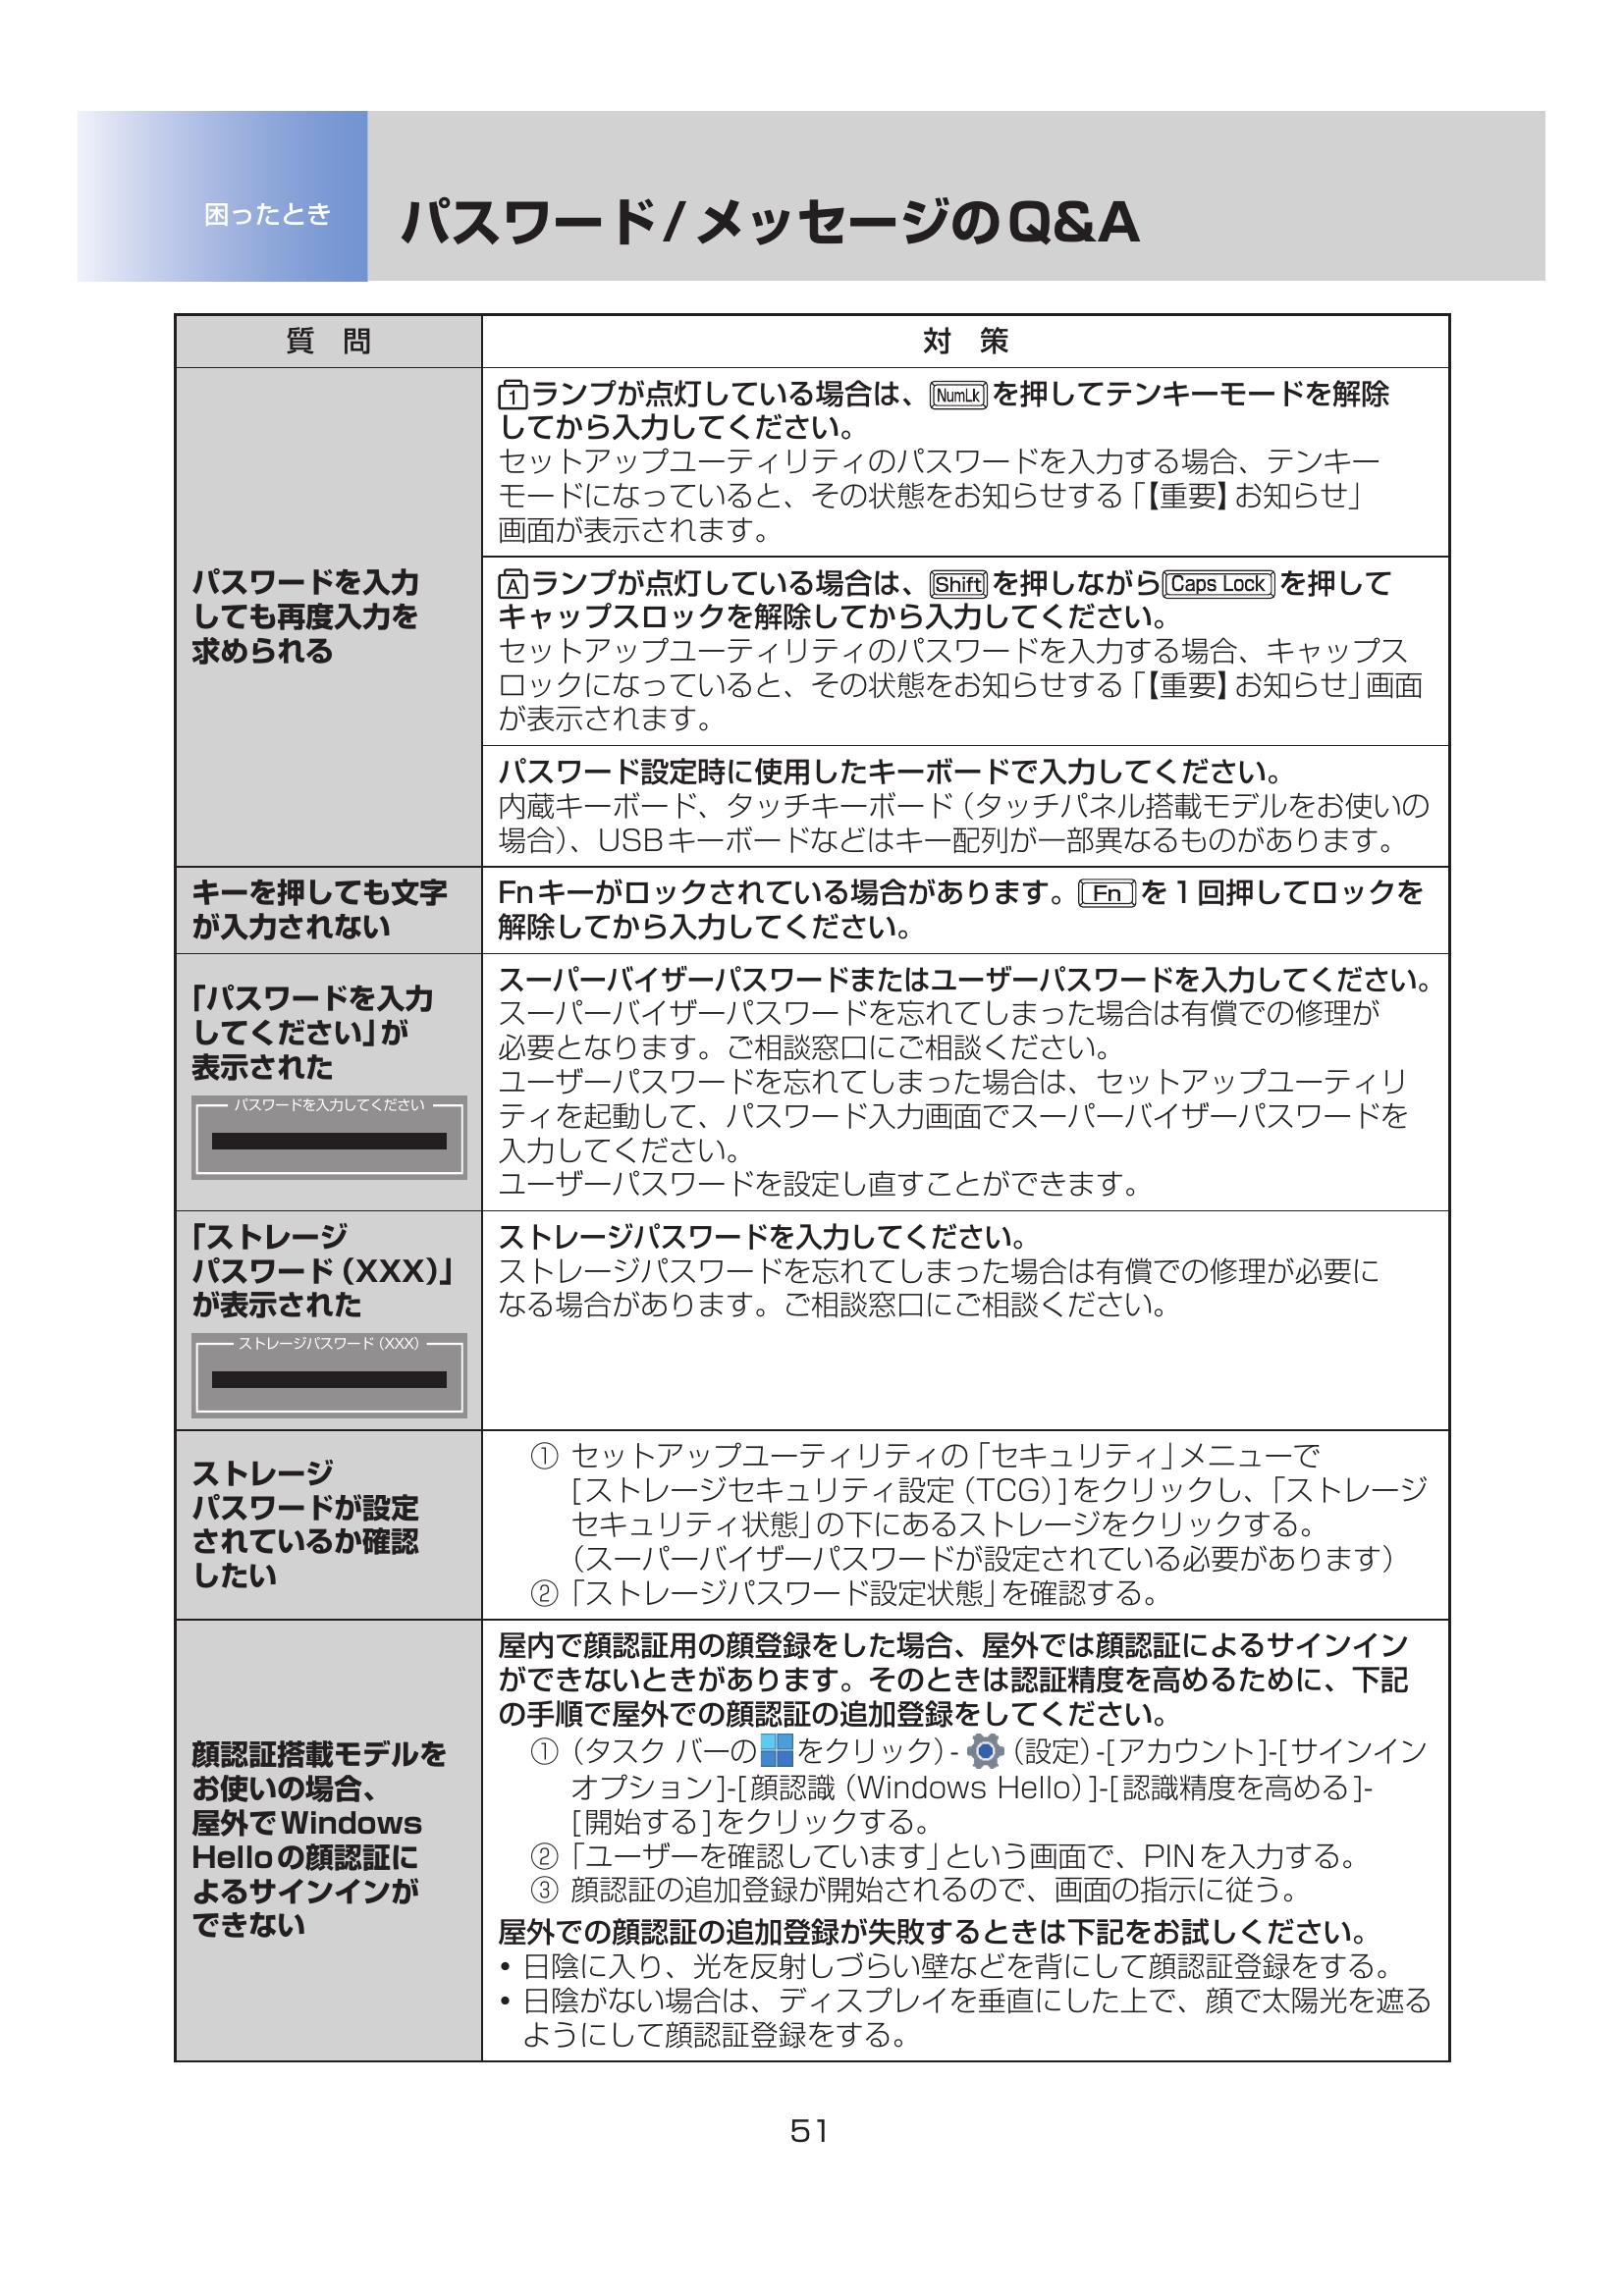 困ったとき
パスワード/メッセージのQ&A
質　問
対　策
パスワードを入力
しても再度入力を
求められる
1ランプが点灯している場合は、NumLkを押してテンキーモードを解除
してから入力してください。
セットアップユーティリティのパスワードを入力する場合、テンキー
モードになっていると、その状態をお知らせする「【重要】お知らせ」
画面が表示されます。
Aランプが点灯している場合は、Shiftを押しながらCaps Lockを押して
キャップスロックを解除してから入力してください。
セットアップユーティリティのパスワードを入力する場合、キャップス
ロックになっていると、その状態をお知らせする「【重要】お知らせ」画面
が表示されます。
パスワード設定時に使用したキーボードで入力してください。
内蔵キーボード、タッチキーボード（タッチパネル搭載モデルをお使いの
場合）、USBキーボードなどはキー配列が一部異なるものがあります。
キーを押しても文字
が入力されない
Fnキーがロックされている場合があります。Fnを1回押してロックを
解除してから入力してください。
「パスワードを入力
してください」が
表示された
パスワードを入力してください
スーパーバイザーパスワードまたはユーザーパスワードを入力してください。
スーパーバイザーパスワードを忘れてしまった場合は有償での修理が
必要となります。ご相談窓口にご相談ください。
ユーザーパスワードを忘れてしまった場合は、セットアップユーティリ
ティを起動して、パスワード入力画面でスーパーバイザーパスワードを
入力してください。
ユーザーパスワードを設定し直すことができます。
「ストレージ
パスワード（XXX）」
が表示された
ストレージパスワード（XXX）
ストレージパスワードを入力してください。
ストレージパスワードを忘れてしまった場合は有償での修理が必要に
なる場合があります。ご相談窓口にご相談ください。
ストレージ
パスワードが設定
されているか確認
したい
① セットアップユーティリティの「セキュリティ」メニューで
[ストレージセキュリティ設定（TCG）]をクリックし、「ストレージ
セキュリティ状態」の下にあるストレージをクリックする。
（スーパーバイザーパスワードが設定されている必要があります）
②「ストレージパスワード設定状態」を確認する。
顔認証搭載モデルを
お使いの場合、
屋外でWindows
Helloの顔認証に
よるサインインが
できない
屋内で顔認証用の顔登録をした場合、屋外では顔認証によるサインイン
ができないときがあります。そのときは認証精度を高めるために、下記
の手順で屋外での顔認証の追加登録をしてください。
①（タスク バーのをクリック）- （設定）-[アカウント]-[サインイン
オプション]-[顔認識（Windows Hello）]-[認識精度を高める]-
[開始する]をクリックする。
②「ユーザーを確認しています」という画面で、PINを入力する。
③ 顔認証の追加登録が開始されるので、画面の指示に従う。
屋外での顔認証の追加登録が失敗するときは下記をお試しください。
• 日陰に入り、光を反射しづらい壁などを背にして顔認証登録をする。
• 日陰がない場合は、ディスプレイを垂直にした上で、顔で太陽光を遮る
ようにして顔認証登録をする。
51